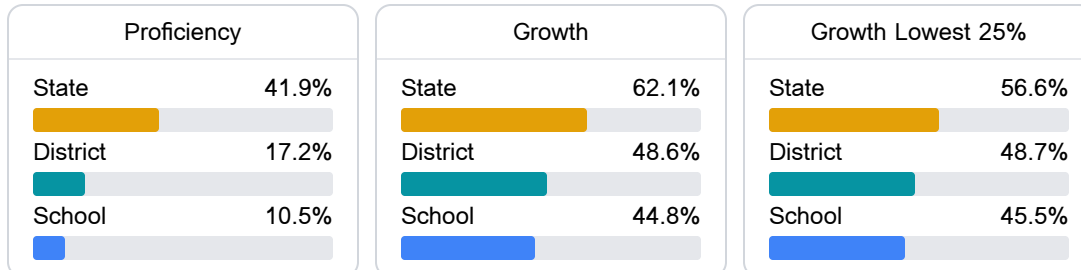 Proficiency
State 41.9%
District 17.2%
School 10.5%
Growth
State 62.1%
District 48.6%
School 44.8%
Growth Lowest 25%
State 56.6%
District 48.7%
School 45.5%